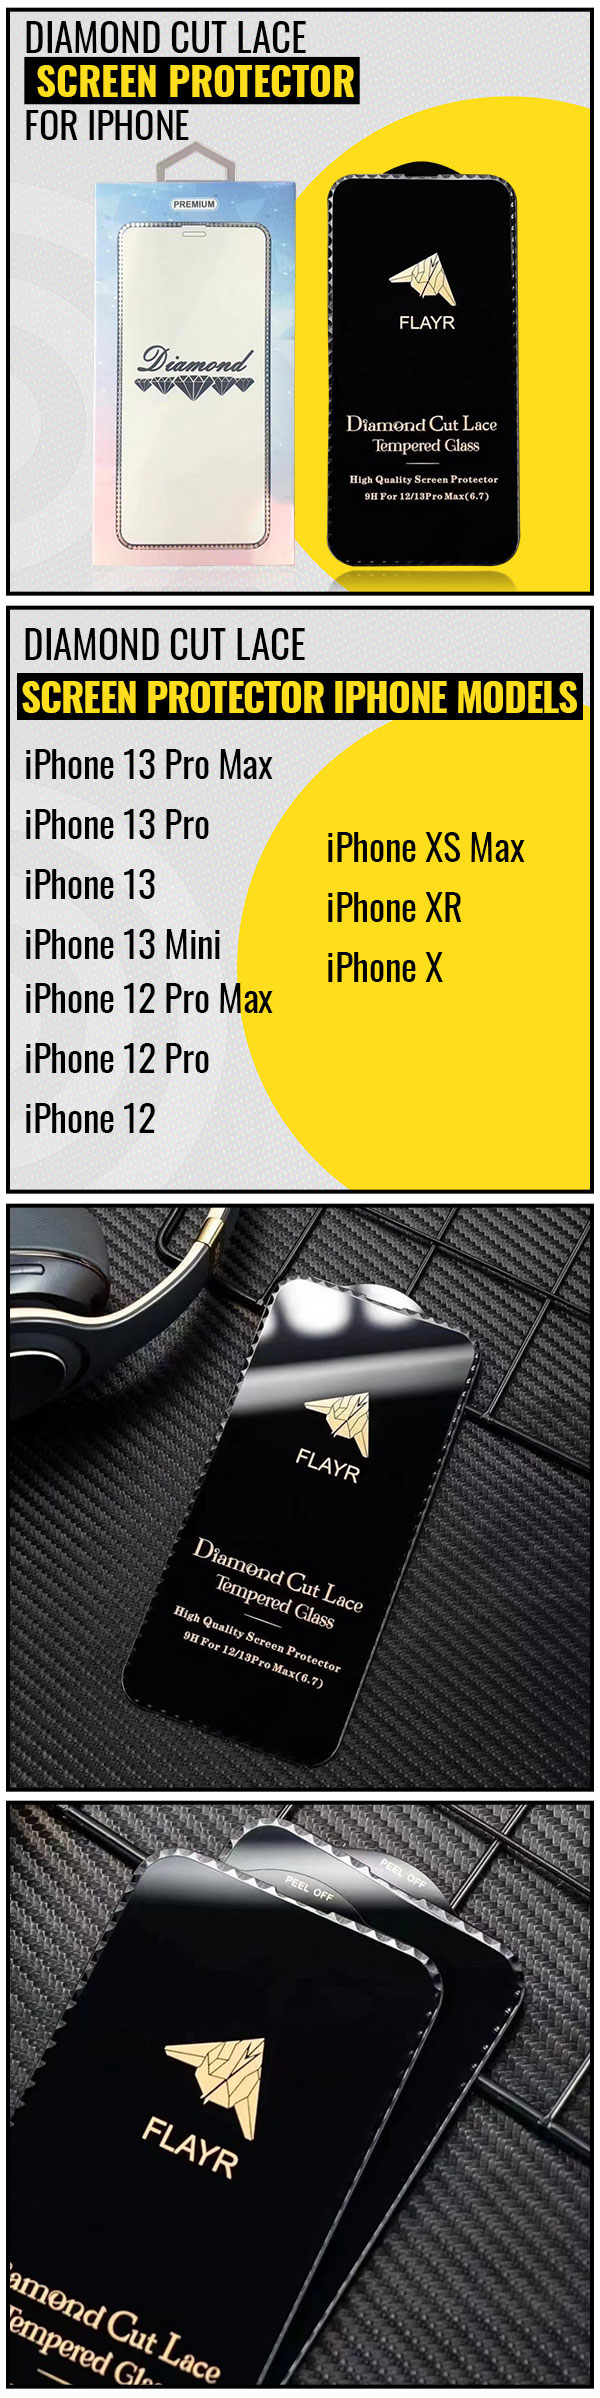 DIAMOND CUT LACE
SCREEN PROTECTOR
FOR IPHONE
PREMIUM
Diamond
FLAYR
Diamond Cut Lace
Tempered Glass
High Quality Screen Protector
9H For 12/13Pro Max(6.7)
DIAMOND CUT LACE
SCREEN PROTECTOR IPHONE MODELS
iPhone 13 Pro Max
iPhone 13 Pro
iPhone 13
iPhone 13 Mini
iPhone 12 Pro Max
iPhone 12 Pro
iPhone 12
iPhone XS Max
iPhone XR
iPhone X
FLAYR
Diamond Cut Lace
Tempered Glass
High Quality Screen Protector
9H For 12/13Pro Max(6.7)
PEEL OFF
PEEL OFF
FLAYR
amond Cut Lace
Tempered Glass